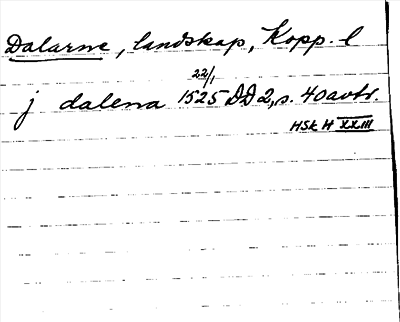 Dalarne, landskap, Kopp. l
j dalena 1525 22/1 DD 2, s. 40 avtr.
HSk H XXIII